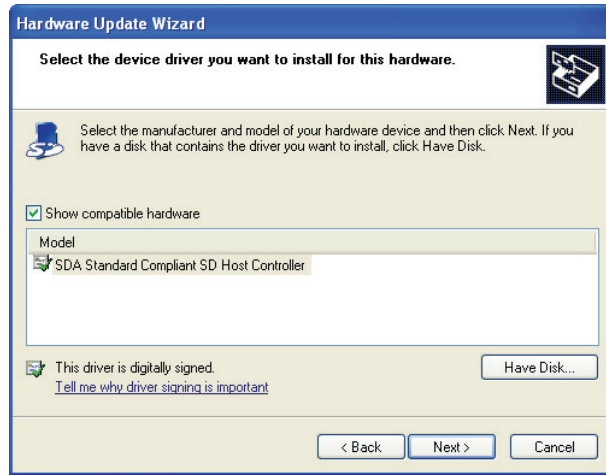 Hardware Update Wizard
Select the device driver you want to install for this hardware.
Select the manufacturer and model of your hardware device and then click Next. If you
have a disk that contains the driver you want to install, click Have Disk.
Show compatible hardware
Model
SDA Standard Compliant SD Host Controller
This driver is digitally signed.
Have Disk...
Tell me why driver signing is important
< Back
Next >
Cancel